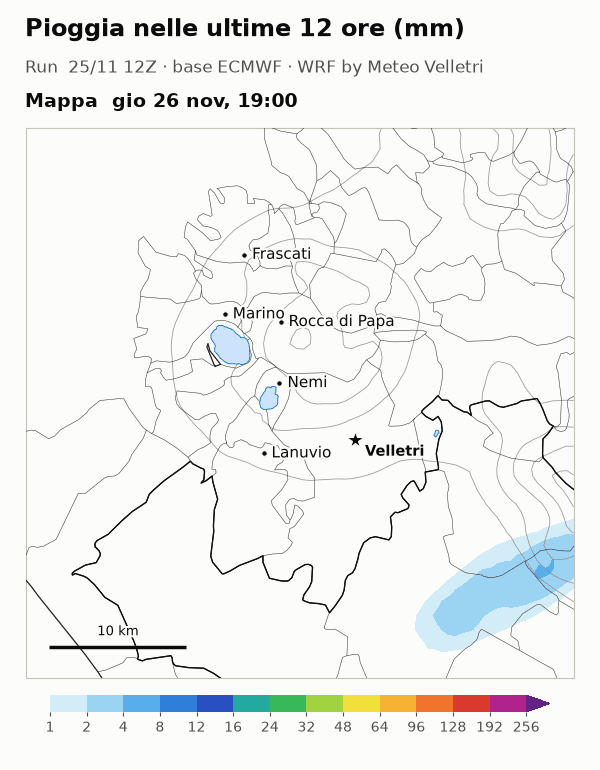 Pioggia nelle ultime 12 ore (mm)
Run 25/11 12Z · base ECMWF · WRF by Meteo Velletri
Mappa gio 26 nov, 19:00
Frascati
Marino
Rocca di Papa
Nemi
Velletri
Lanuvio
10 km
1 2 4 8 12 16 24 32 48 64 96 128 192 256